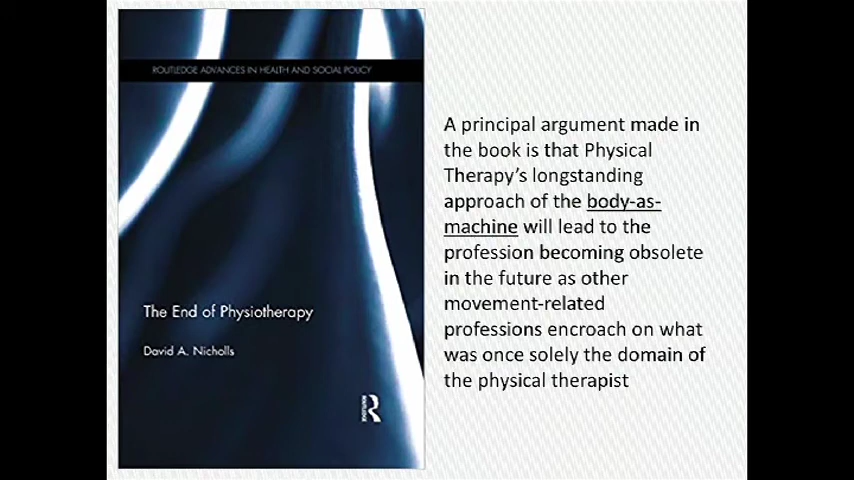 ROUTLEDGE ADVANCES IN HEALTH AND SOCIAL POLICY
The End of Physiotherapy
David A. Nicholls
ROUTLEDGE
A principal argument made in
the book is that Physical
Therapy's longstanding
approach of the body-as-
machine will lead to the
profession becoming obsolete
in the future as other
movement-related
professions encroach on what
was once solely the domain of
the physical therapist